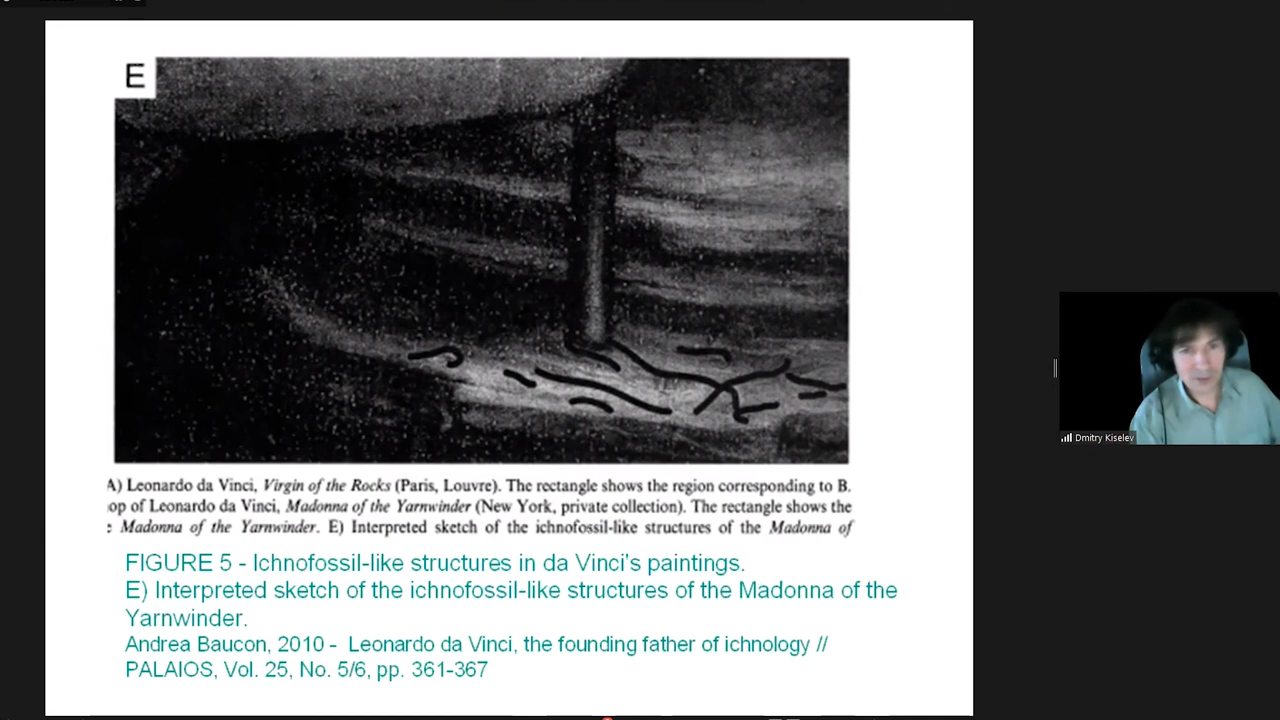 E
A) Leonardo da Vinci, Virgin of the Rocks (Paris, Louvre). The rectangle shows the region corresponding to B.
op of Leonardo da Vinci, Madonna of the Yarnwinder (New York, private collection). The rectangle shows the
: Madonna of the Yarnwinder. E) Interpreted sketch of the ichnofossil-like structures of the Madonna of
FIGURE 5 - Ichnofossil-like structures in da Vinci's paintings.
E) Interpreted sketch of the ichnofossil-like structures of the Madonna of the
Yarnwinder.
Andrea Baucon, 2010 - Leonardo da Vinci, the founding father of ichnology //
PALAIOS, Vol. 25, No. 5/6, pp. 361-367
Dmitry Kiselev